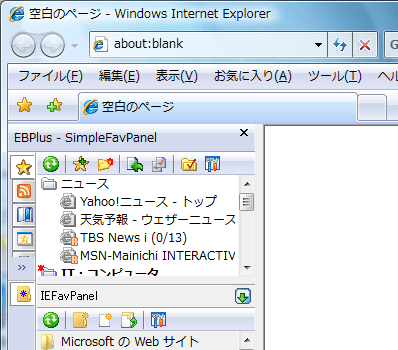 空白のページ - Windows Internet Explorer
about:blank
ファイル(F) 編集(E) 表示(V) お気に入り(A) ツール(T) ヘル
空白のページ
EBPlus - SimpleFavPanel
ニュース
Yahoo!ニュース - トップ
天気予報 - ウェザーニュース
TBS News i (0/13)
MSN-Mainichi INTERACTIV
IT・コンピュータ
IEFavPanel
Microsoft の Web サイト